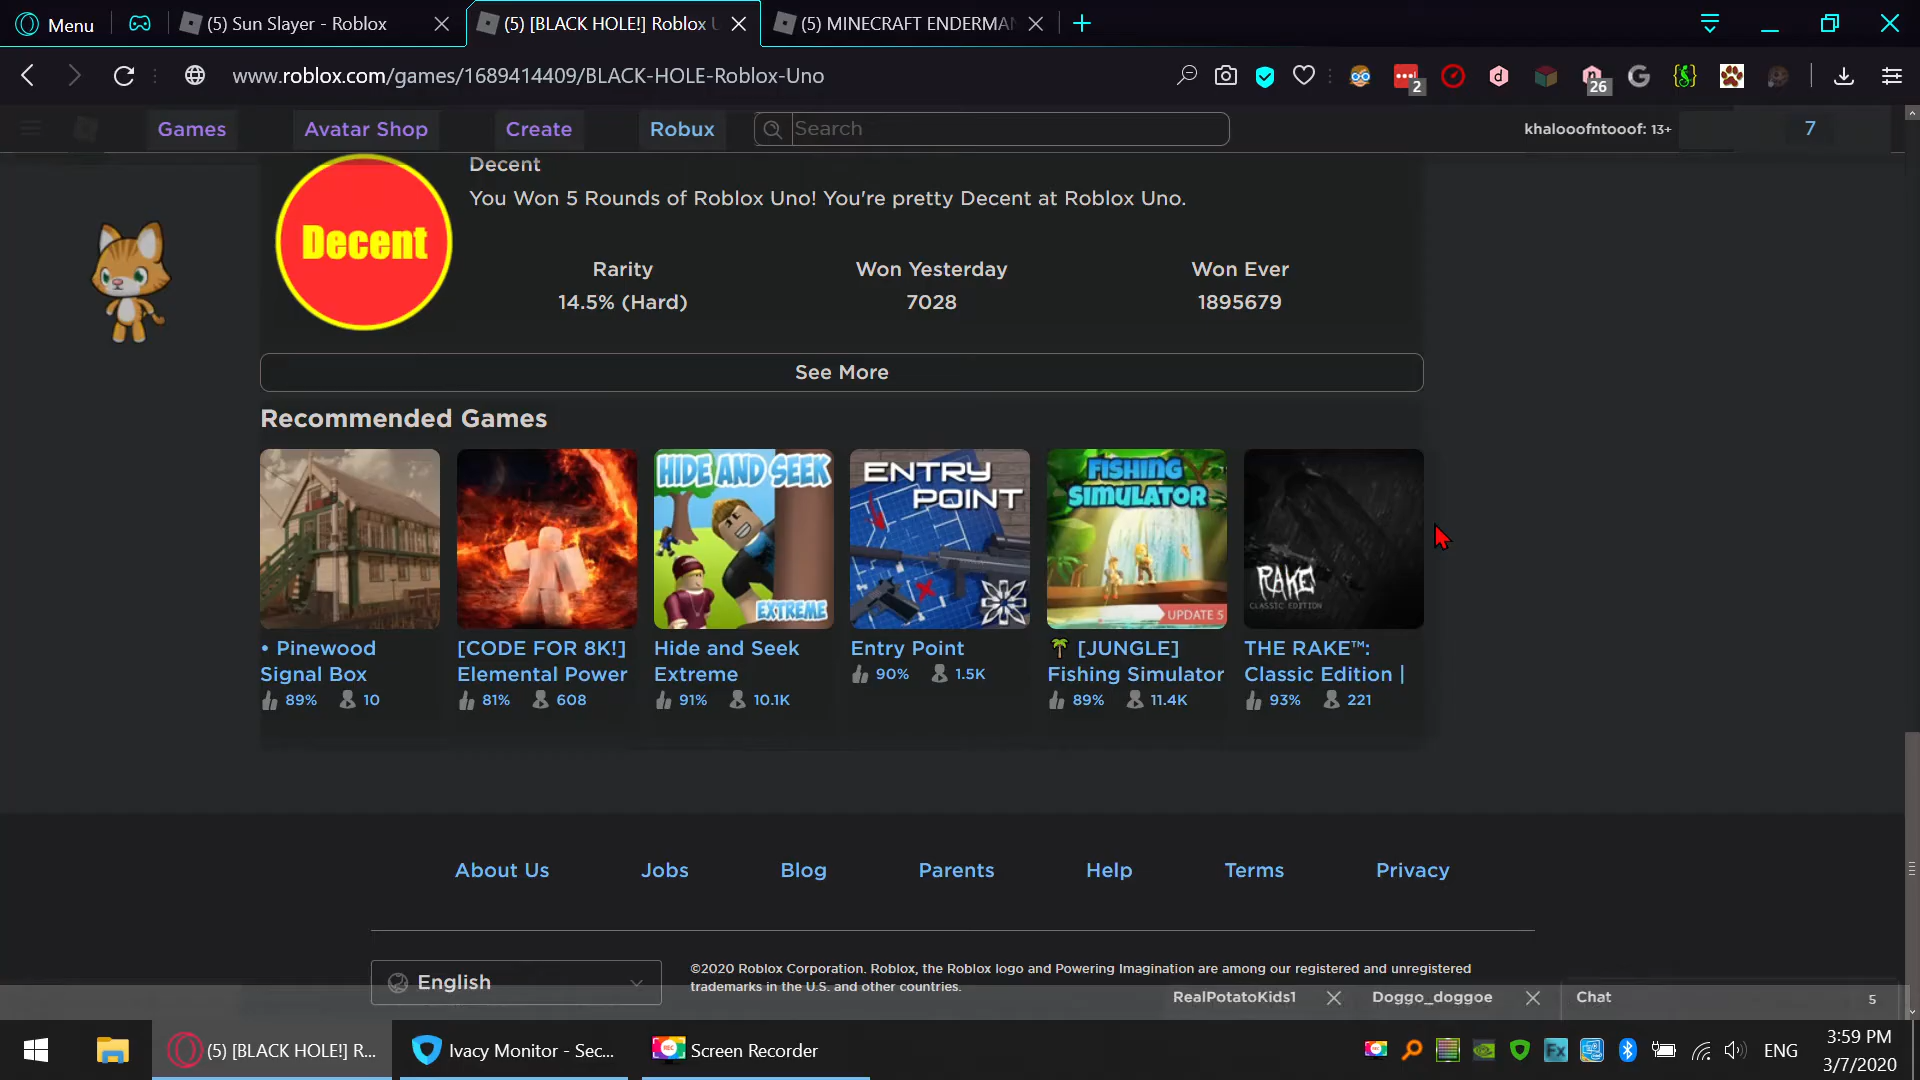 Menu
(5) Sun Slayer - Roblox
(5) [BLACK HOLE!] Roblox U
(5) MINECRAFT ENDERMAN
www.roblox.com/games/1689414409/BLACK-HOLE-Roblox-Uno
2
26
Games
Avatar Shop
Create
Robux
Search
khalooofntooof: 13+
7
Decent
Decent
You Won 5 Rounds of Roblox Uno! You're pretty Decent at Roblox Uno.
Rarity
Won Yesterday
Won Ever
14.5% (Hard)
7028
1895679
See More
Recommended Games
HIDE AND SEEK
EXTREME
ENTRY
POINT
FISHING
SIMULATOR
UPDATE 5
RAKE
CLASSIC EDITION
• Pinewood
Signal Box
89% 10
[CODE FOR 8K!]
Elemental Power
81% 608
Hide and Seek
Extreme
91% 10.1K
Entry Point
90% 1.5K
🌴 [JUNGLE]
Fishing Simulator
89% 11.4K
THE RAKE™:
Classic Edition |
93% 221
About Us
Jobs
Blog
Parents
Help
Terms
Privacy
English
©2020 Roblox Corporation. Roblox, the Roblox logo and Powering Imagination are among our registered and unregistered
trademarks in the U.S. and other countries.
RealPotatoKids1
Doggo_doggoe
Chat
5
(5) [BLACK HOLE!] R...
Ivacy Monitor - Sec...
REC
Screen Recorder
Fx
ENG
3:59 PM
3/7/2020